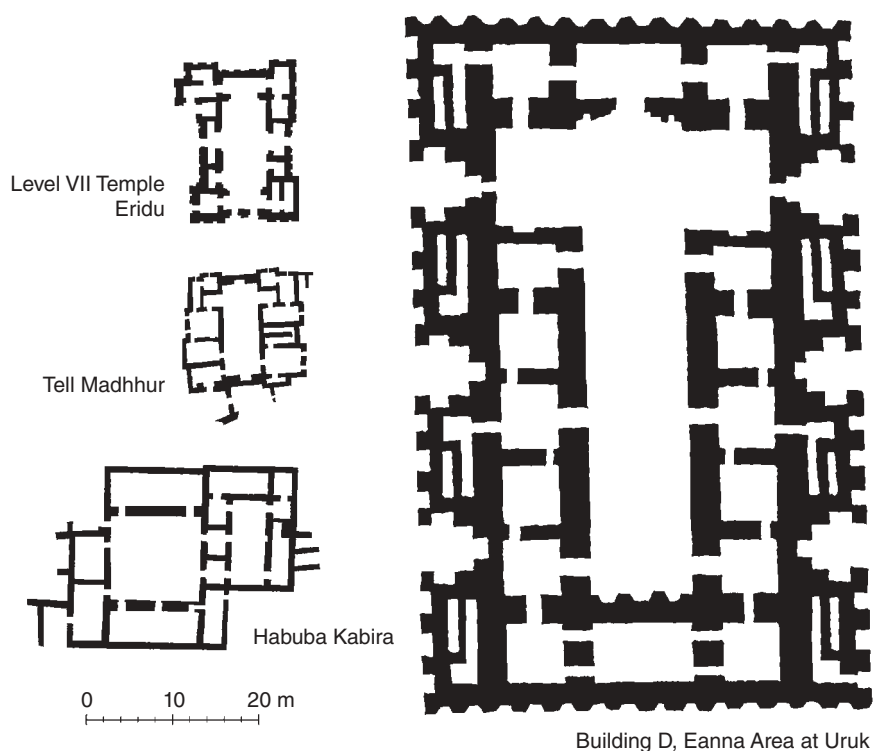 Level VII Temple
Eridu
Tell Madhhur
Habuba Kabira
0 10 20 m
Building D, Eanna Area at Uruk